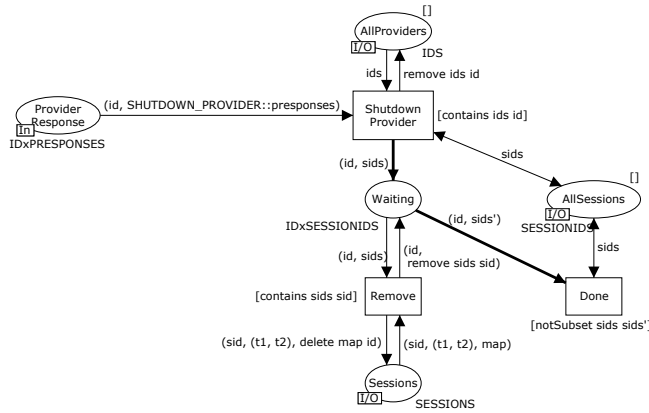 []
AllProviders
I/O
IDS
ids
remove ids id
Provider
Response
In
IDxPRESPONSES
(id, SHUTDOWN_PROVIDER::presponses)
Shutdown
Provider
[contains ids id]
(id, sids)
sids
[]
Waiting
IDxSESSIONIDS
AllSessions
I/O
SESSIONIDS
(id, sids')
(id, sids)
(id,
remove sids sid)
sids
[contains sids sid]
Remove
Done
[notSubset sids sids']
(sid, (t1, t2), delete map id)
(sid, (t1, t2), map)
Sessions
I/O
SESSIONS